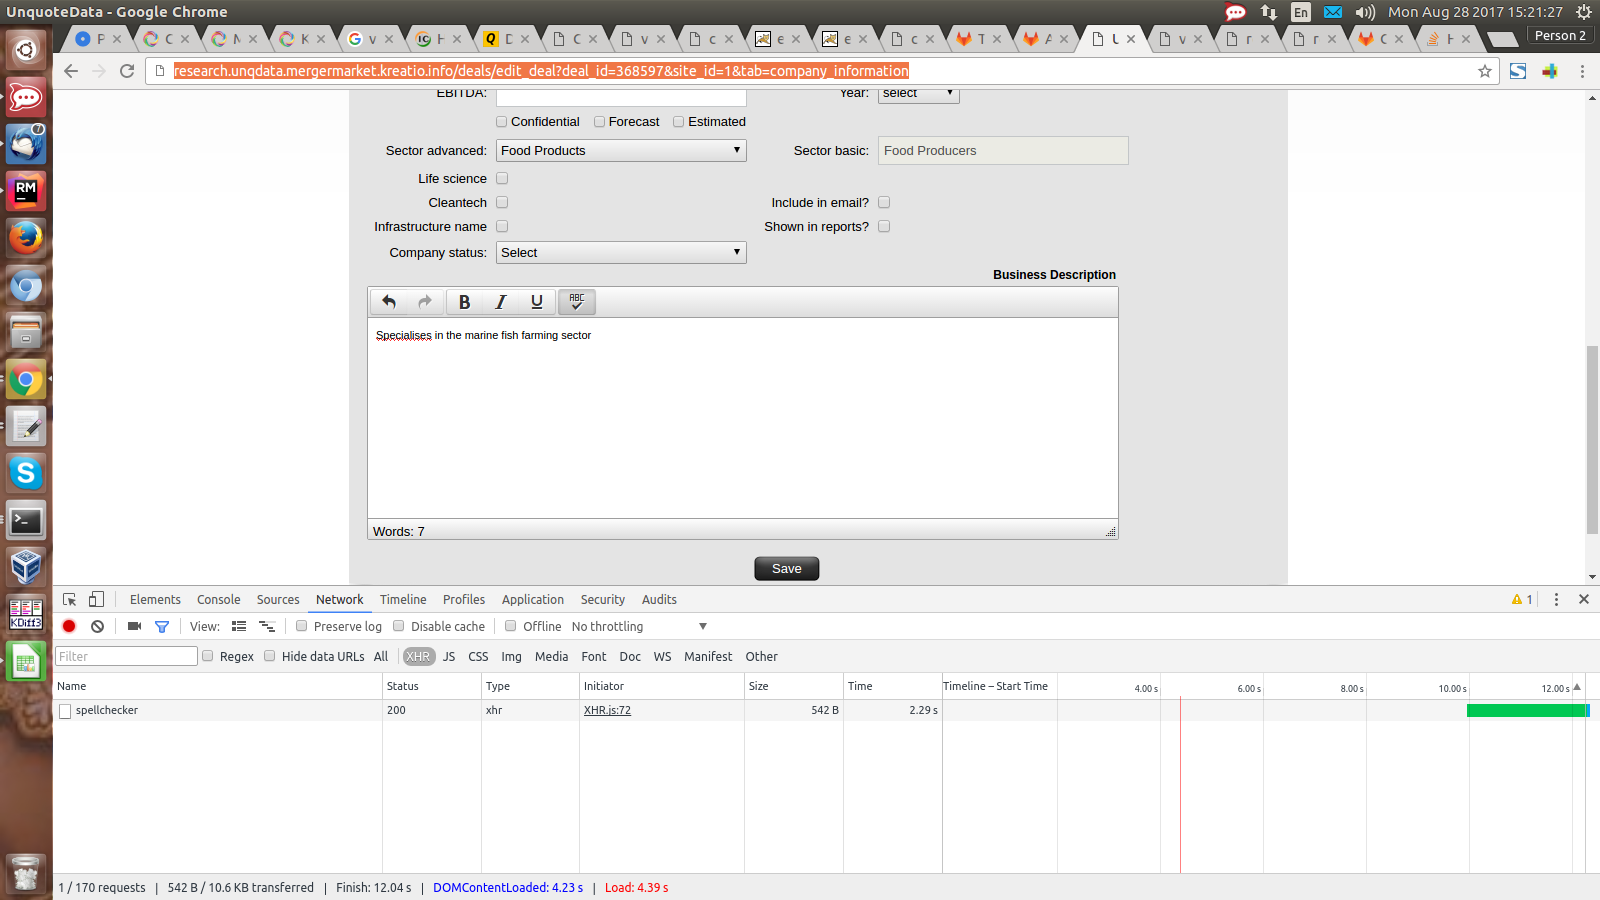 UnquoteData - Google Chrome
En
Mon Aug 28 2017 15:21:27
Person 2
research.unqdata.mergermarket.kreatio.info/deals/edit_deal?deal_id=368597&site_id=1&tab=company_information
EBITDA: Year: select
Confidential Forecast Estimated
Sector advanced: Food Products Sector basic: Food Producers
Life science
Cleantech Include in email?
Infrastructure name Shown in reports?
Company status: Select
Business Description
B I U ABC
Specialises in the marine fish farming sector
Words: 7
Save
Elements Console Sources Network Timeline Profiles Application Security Audits 1
View: Preserve log Disable cache Offline No throttling
Filter Regex Hide data URLs All XHR JS CSS Img Media Font Doc WS Manifest Other
Name Status Type Initiator Size Time Timeline – Start Time 4.00 s 6.00 s 8.00 s 10.00 s 12.00 s
spellchecker 200 xhr XHR.js:72 542 B 2.29 s
1 / 170 requests | 542 B / 10.6 KB transferred | Finish: 12.04 s | DOMContentLoaded: 4.23 s | Load: 4.39 s
RM
KDiff3